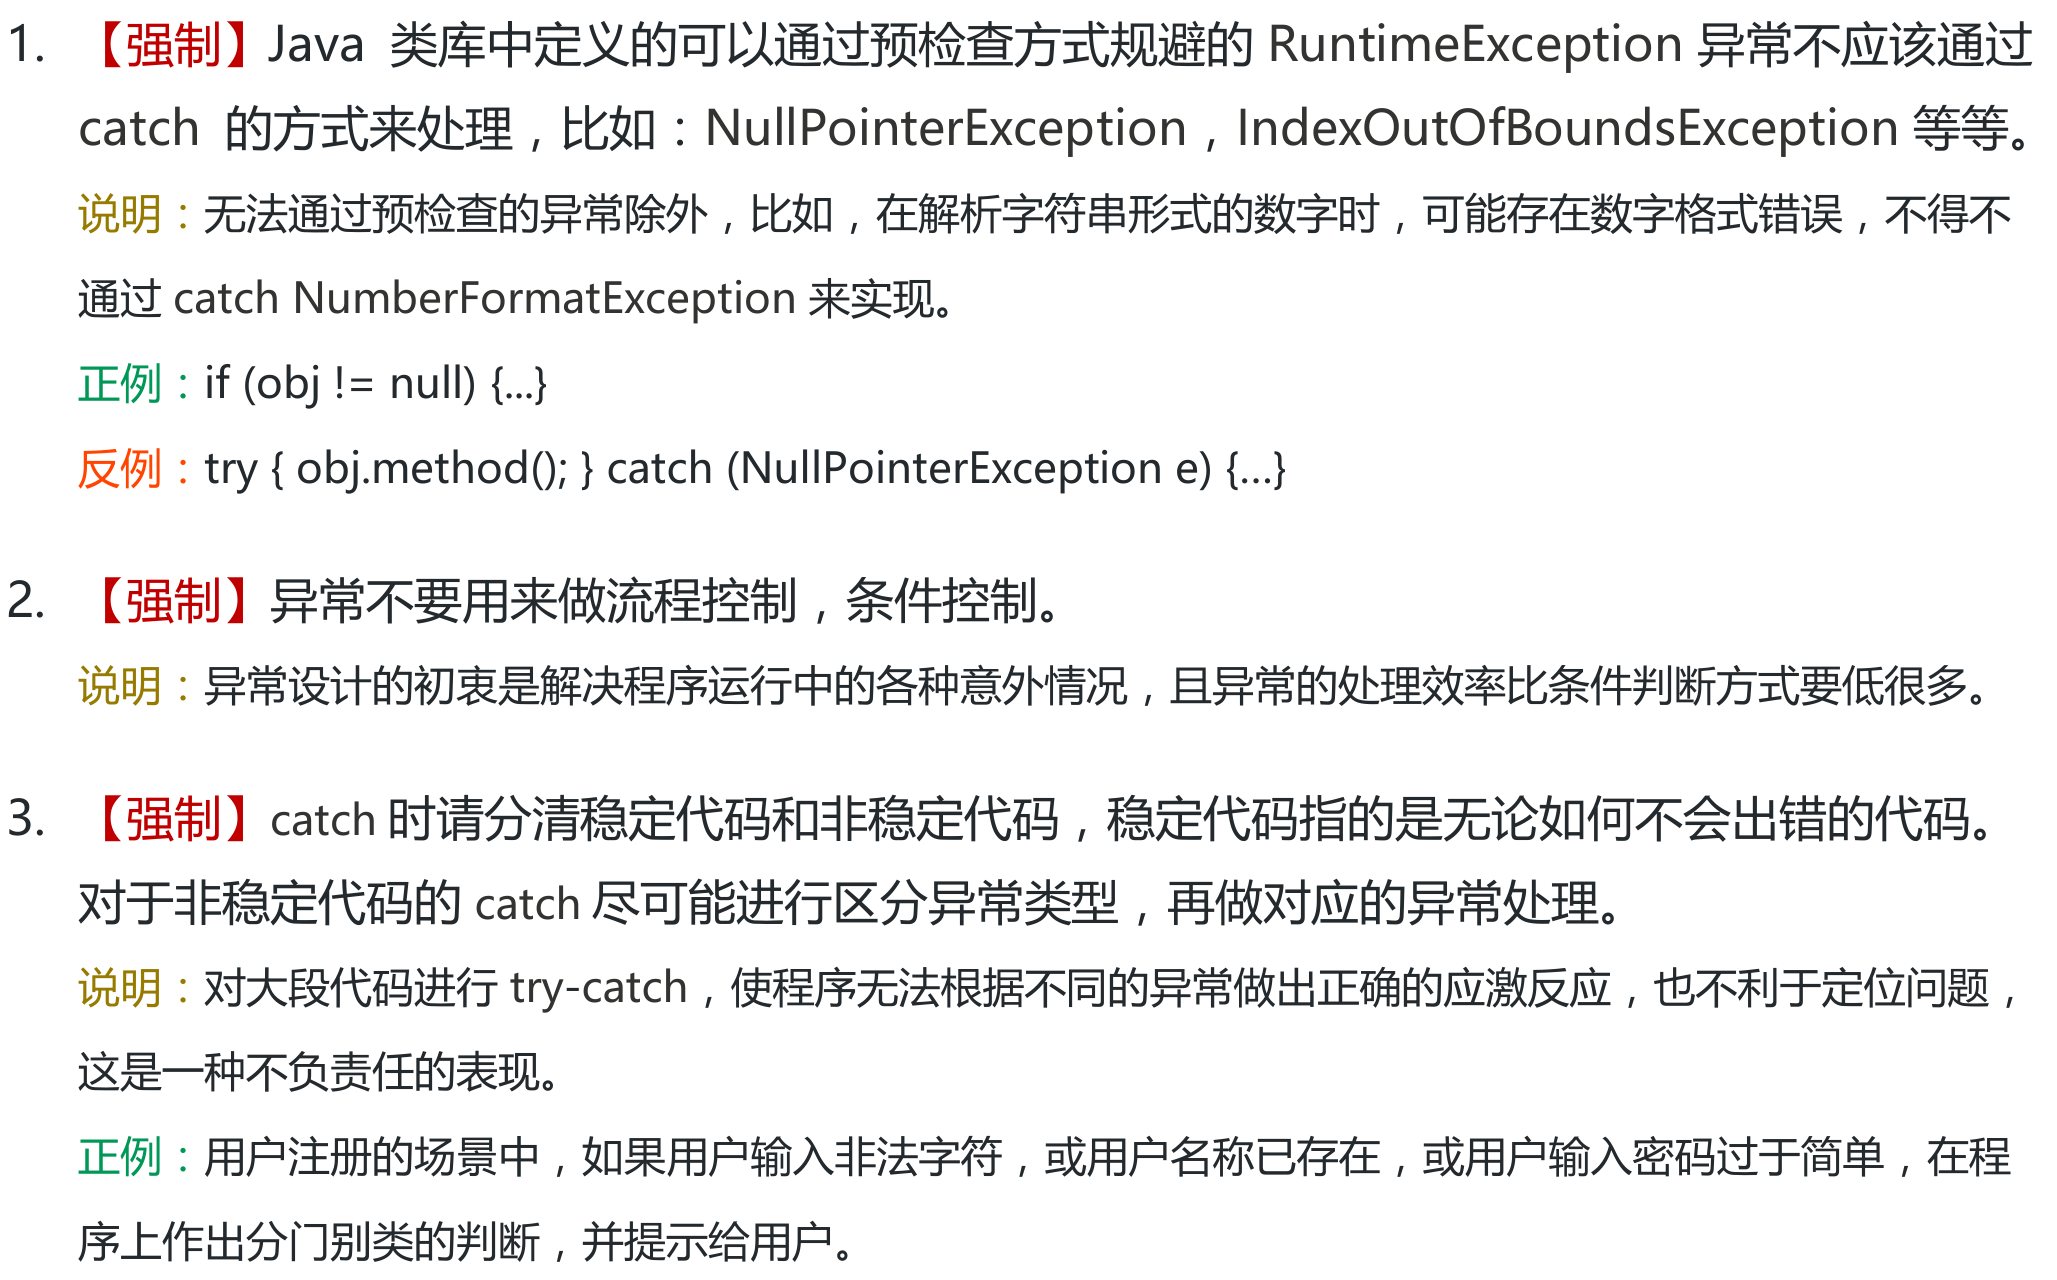 1. 【强制】Java 类库中定义的可以通过预检查方式规避的 RuntimeException 异常不应该通过
catch 的方式来处理，比如：NullPointerException，IndexOutOfBoundsException 等等。
说明：无法通过预检查的异常除外，比如，在解析字符串形式的数字时，可能存在数字格式错误，不得不
通过 catch NumberFormatException 来实现。
正例：if (obj != null) {...}
反例：try { obj.method(); } catch (NullPointerException e) {…}
2. 【强制】异常不要用来做流程控制，条件控制。
说明：异常设计的初衷是解决程序运行中的各种意外情况，且异常的处理效率比条件判断方式要低很多。
3. 【强制】catch 时请分清稳定代码和非稳定代码，稳定代码指的是无论如何不会出错的代码。
对于非稳定代码的 catch 尽可能进行区分异常类型，再做对应的异常处理。
说明：对大段代码进行 try-catch，使程序无法根据不同的异常做出正确的应激反应，也不利于定位问题，
这是一种不负责任的表现。
正例：用户注册的场景中，如果用户输入非法字符，或用户名称已存在，或用户输入密码过于简单，在程
序上作出分门别类的判断，并提示给用户。